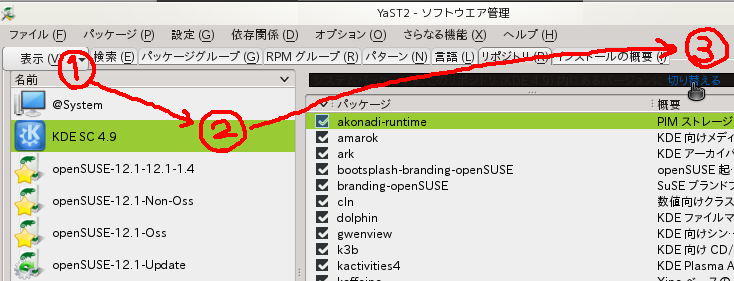 YaST2 - ソフトウエア管理
ファイル (F) パッケージ (P) 設定 (G) 依存関係 (D) オプション (O) さらなる機能 (X) ヘルプ (H)
表示 (V) 検索 (E) パッケージグループ (G) RPM グループ (R) パターン (N) 言語 (L) リポジトリ (R) インストールの概要 (I)
① ② ③
名前
切り替える
パッケージ 概要
@System
KDE SC 4.9
openSUSE-12.1-12.1-1.4
openSUSE-12.1-Non-Oss
openSUSE-12.1-Oss
openSUSE-12.1-Update
akonadi-runtime PIM ストレージ
amarok KDE 向けメディ
ark KDE アーカイバ
bootsplash-branding-openSUSE openSUSE 起…
branding-openSUSE SuSE ブランドフ
cln 数値向けクラス
dolphin KDE ファイルマ
gwenview KDE 向けシン…
k3b KDE 向け CD/
kactivities4 KDE Plasma A